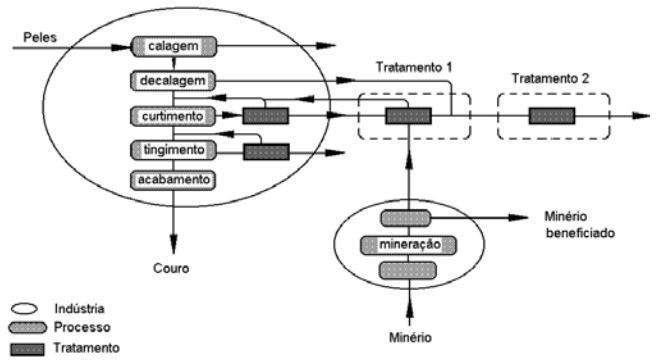 Peles
calagem
decalagem
curtimento
tingimento
acabamento
Couro
Tratamento 1
Tratamento 2
mineração
Minério
beneficiado
Minério
Indústria
Processo
Tratamento